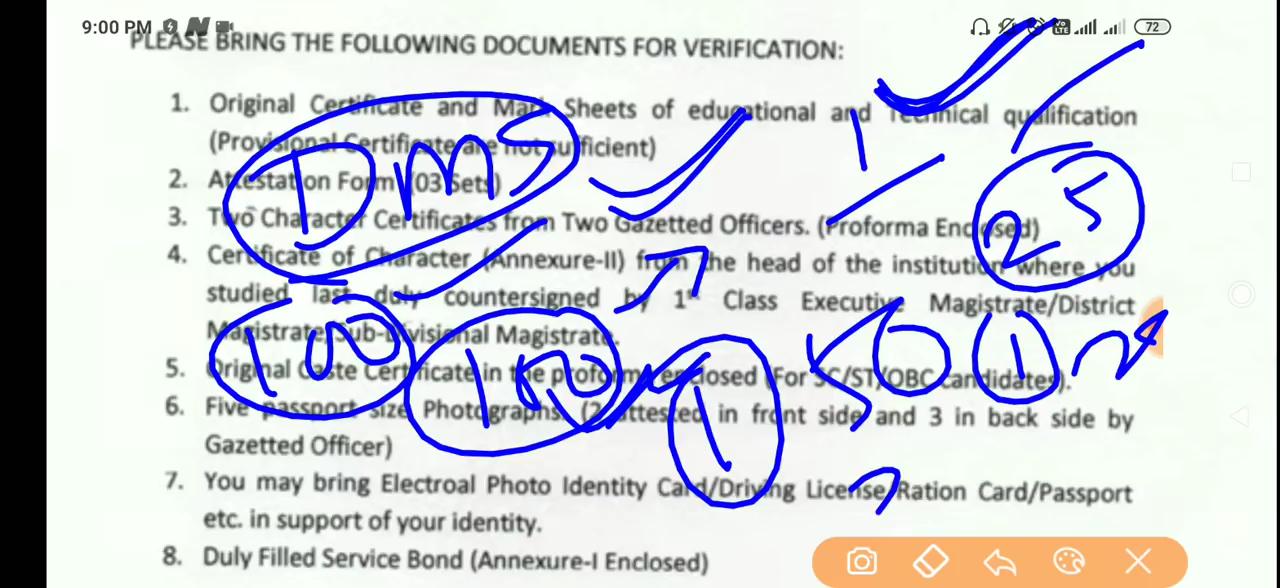 9:00 PM
72
PLEASE BRING THE FOLLOWING DOCUMENTS FOR VERIFICATION:
1. Original Certificate and Mark Sheets of educational and Technical qualification
(Provisional Certificate are not sufficient)
2. Attestation Form (03 Sets)
3. Two Character Certificates from Two Gazetted Officers. (Proforma Enclosed)
4. Certificate of Character (Annexure-II) from the head of the institution where you
studied last duly countersigned by 1st Class Executive Magistrate/District
Magistrate/Sub-Divisional Magistrate.
5. Original Caste Certificate in the proforma enclosed (For SC/ST/OBC candidates).
6. Five passport size Photographs. (2 attested in front side and 3 in back side by
Gazetted Officer)
7. You may bring Electroal Photo Identity Card/Driving License/Ration Card/Passport
etc. in support of your identity.
8. Duly Filled Service Bond (Annexure-I Enclosed)
DMS
25
100
100
1
1